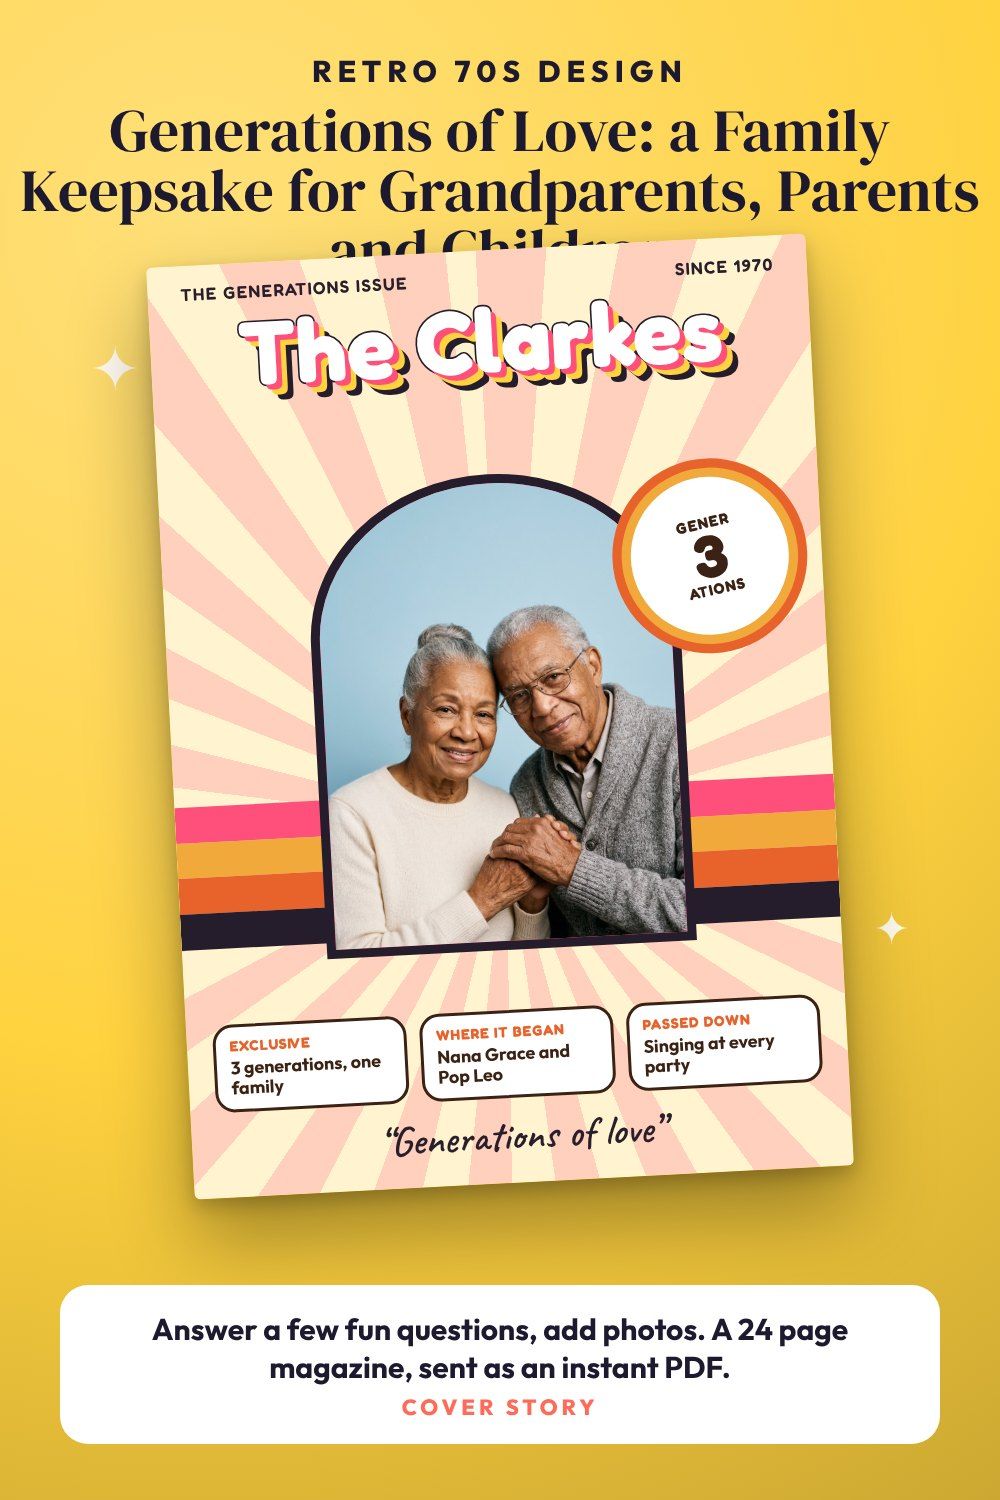 RETRO 70S DESIGN
Generations of Love: a Family
Keepsake for Grandparents, Parents
and
THE GENERATIONS ISSUE
SINCE 1970
The Clarkes
GENER
3
ATIONS
EXCLUSIVE
3 generations, one
family
WHERE IT BEGAN
Nana Grace and
Pop Leo
PASSED DOWN
Singing at every
party
“Generations of love”
Answer a few fun questions, add photos. A 24 page
magazine, sent as an instant PDF.
COVER STORY